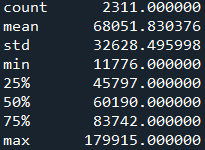 count 2311.000000
mean 68051.830376
std 32628.495998
min 11776.000000
25% 45797.000000
50% 60190.000000
75% 83742.000000
max 179915.000000